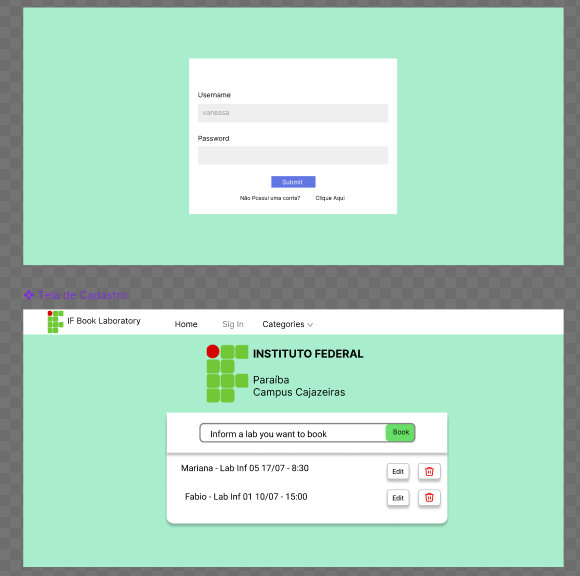 Username
vanessa
Password
Submit
Não Possui uma conta? Clique Aqui
Tela de Cadastro
IF Book Laboratory Home Sig In Categories
INSTITUTO FEDERAL
Paraíba
Campus Cajazeiras
Inform a lab you want to book Book
Mariana - Lab Inf 05 17/07 - 8:30 Edit
Fabio - Lab Inf 01 10/07 - 15:00 Edit